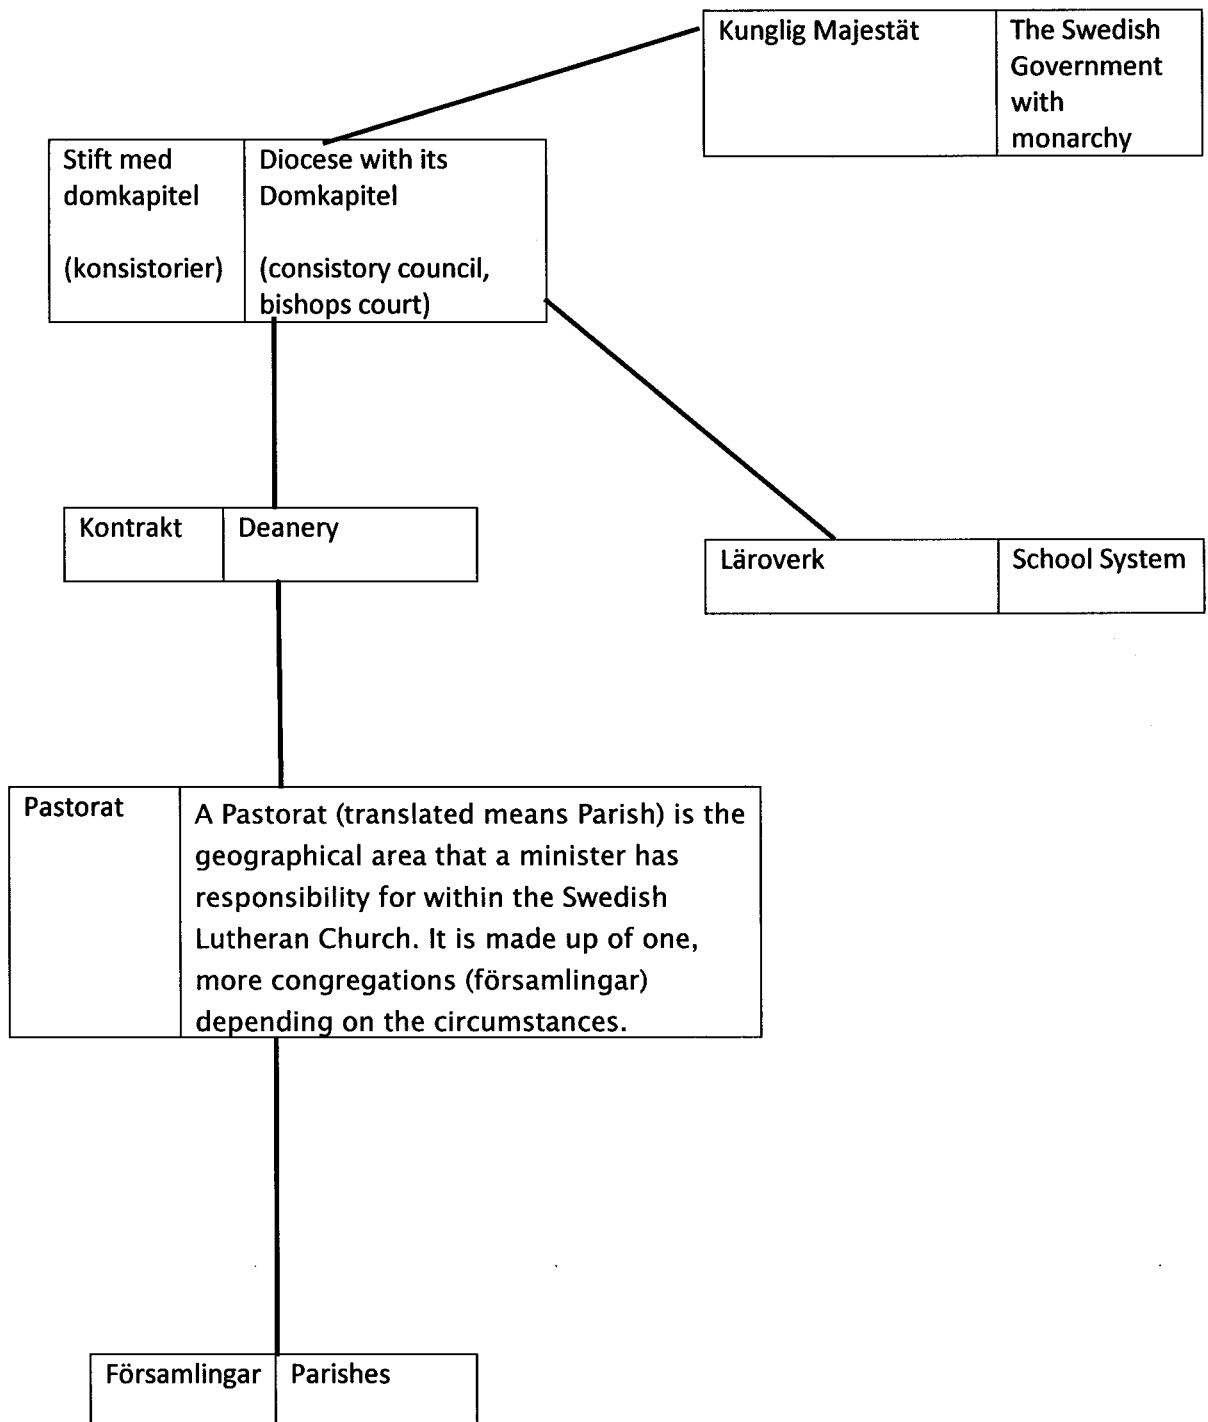 Kunglig Majestät
The Swedish
Government
with
monarchy
Stift med
domkapitel
(konsistorier)
Diocese with its
Domkapitel
(consistory council,
bishops court)
Kontrakt
Deanery
Läroverk
School System
Pastorat
A Pastorat (translated means Parish) is the
geographical area that a minister has
responsibility for within the Swedish
Lutheran Church. It is made up of one,
more congregations (församlingar)
depending on the circumstances.
Församlingar
Parishes